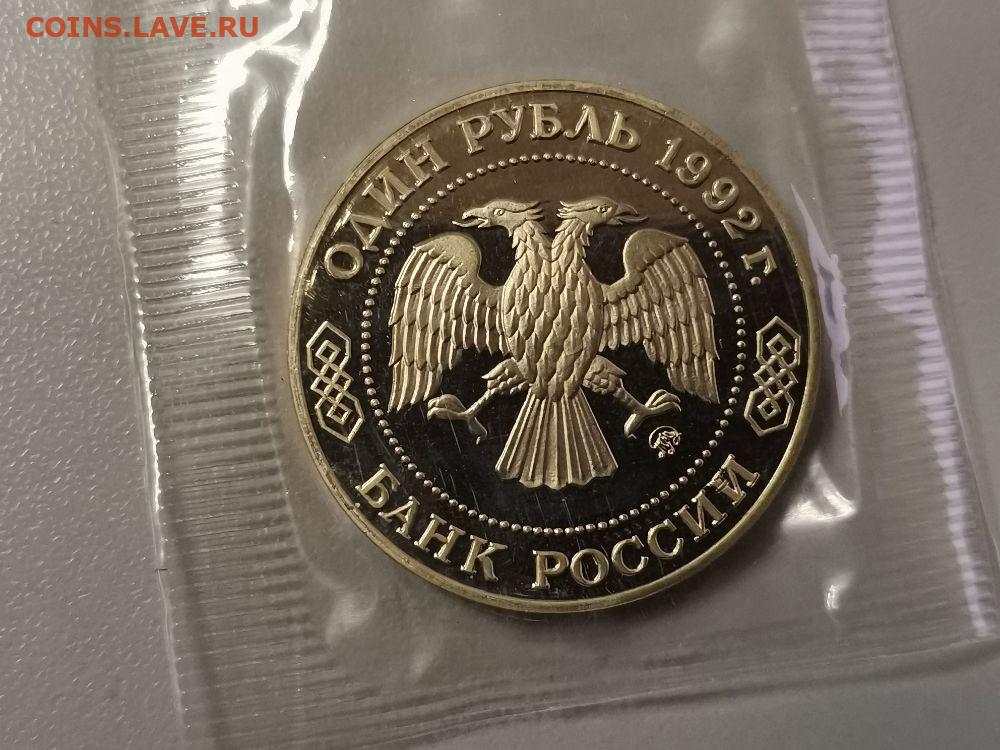 COINS.LAVE.RU
ОДИН РУБЛЬ 1992 г.
БАНК РОССИИ